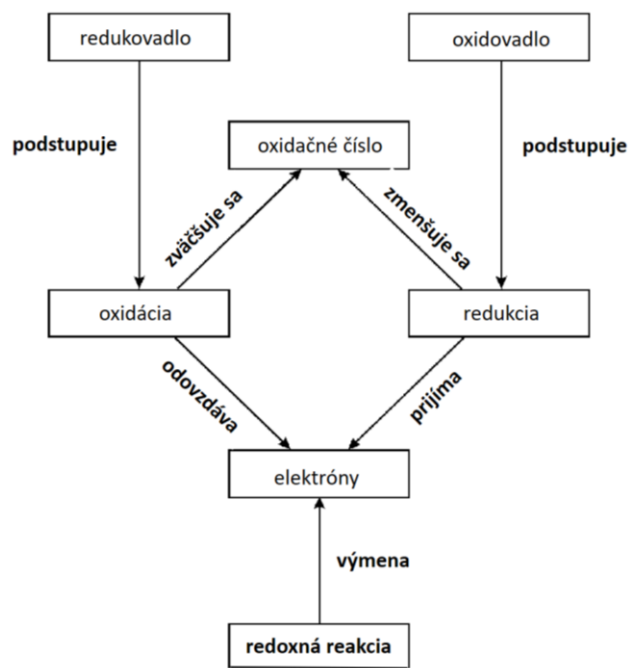 redukovadlo
oxidovadlo
podstupuje
oxidačné číslo
podstupuje
zväčšuje sa
zmenšuje sa
oxidácia
redukcia
odovzdáva
prijíma
elektróny
výmena
redoxná reakcia